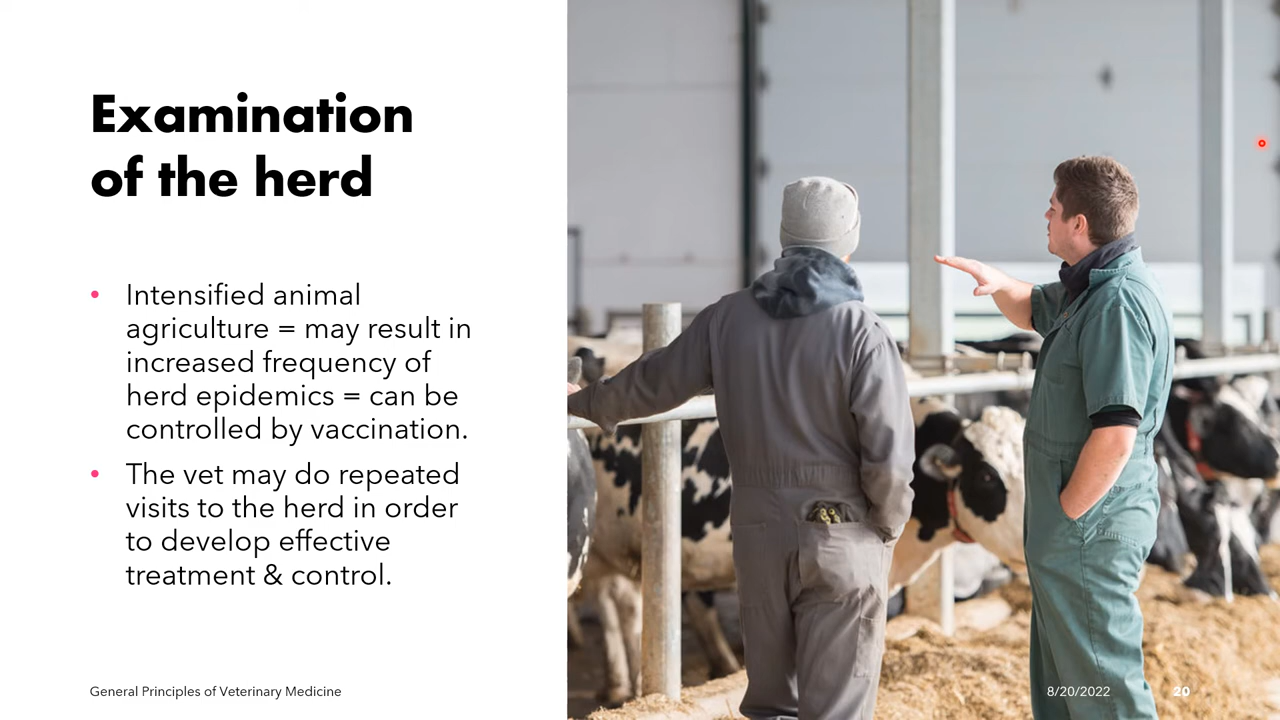 Examination
of the herd
• Intensified animal
agriculture = may result in
increased frequency of
herd epidemics = can be
controlled by vaccination.
• The vet may do repeated
visits to the herd in order
to develop effective
treatment & control.
General Principles of Veterinary Medicine
8/20/2022
20